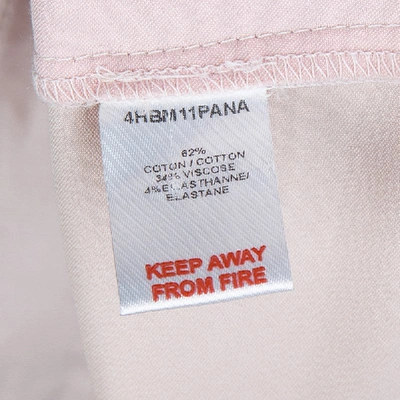 4HBM11PANA
62%
COTON / COTTON
34% VISCOSE
4% ELASTHANNE/
ELASTANE
KEEP AWAY
FROM FIRE